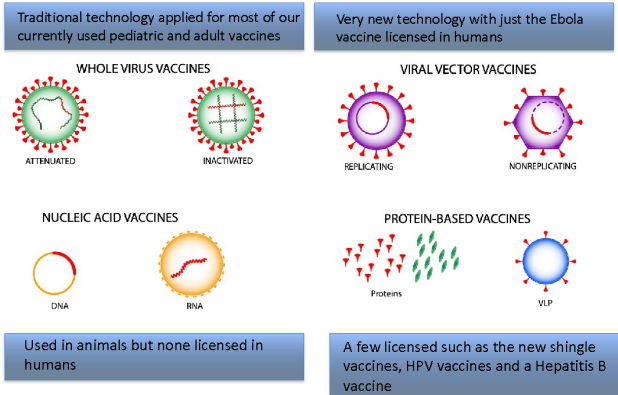 Traditional technology applied for most of our
currently used pediatric and adult vaccines
Very new technology with just the Ebola
vaccine licensed in humans
WHOLE VIRUS VACCINES
ATTENUATED
INACTIVATED
VIRAL VECTOR VACCINES
REPLICATING
NONREPLICATING
NUCLEIC ACID VACCINES
DNA
RNA
PROTEIN-BASED VACCINES
Proteins
VLP
Used in animals but none licensed in
humans
A few licensed such as the new shingle
vaccines, HPV vaccines and a Hepatitis B
vaccine